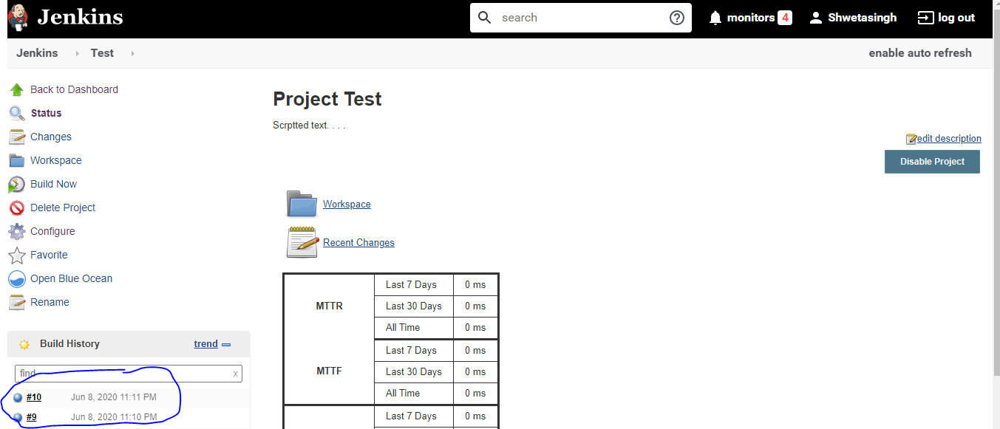 Jenkins
search
monitors 4
Shwetasingh
log out
Jenkins
Test
enable auto refresh
Back to Dashboard
Status
Changes
Workspace
Build Now
Delete Project
Configure
Favorite
Open Blue Ocean
Rename
Build History
trend
find
x
#10 Jun 8, 2020 11:11 PM
#9 Jun 8, 2020 11:10 PM
Project Test
Scrptted text. . . .
edit description
Disable Project
Workspace
Recent Changes
MTTR
Last 7 Days 0 ms
Last 30 Days 0 ms
All Time 0 ms
MTTF
Last 7 Days 0 ms
Last 30 Days 0 ms
All Time 0 ms
Last 7 Days 0 ms